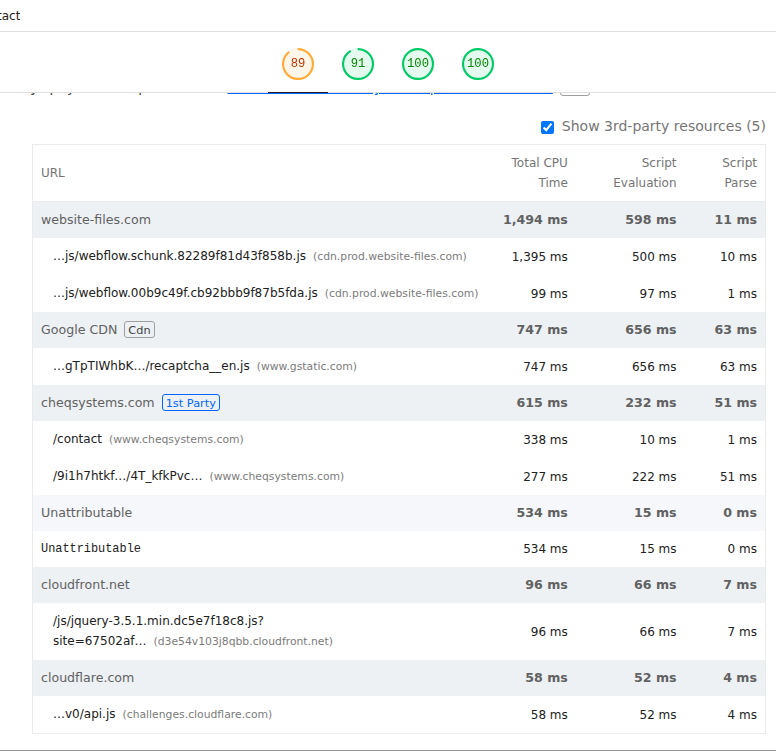 tact
89 91 100 100
Show 3rd-party resources (5)
URL Total CPU Time Script Evaluation Script Parse
website-files.com 1,494 ms 598 ms 11 ms
…js/webflow.schunk.82289f81d43f858b.js (cdn.prod.website-files.com) 1,395 ms 500 ms 10 ms
…js/webflow.00b9c49f.cb92bbb9f87b5fda.js (cdn.prod.website-files.com) 99 ms 97 ms 1 ms
Google CDN Cdn 747 ms 656 ms 63 ms
…gTpTIWhbK…/recaptcha__en.js (www.gstatic.com) 747 ms 656 ms 63 ms
cheqsystems.com 1st Party 615 ms 232 ms 51 ms
/contact (www.cheqsystems.com) 338 ms 10 ms 1 ms
/9i1h7htkf…/4T_kfkPvc… (www.cheqsystems.com) 277 ms 222 ms 51 ms
Unattributable 534 ms 15 ms 0 ms
Unattributable 534 ms 15 ms 0 ms
cloudfront.net 96 ms 66 ms 7 ms
/js/jquery-3.5.1.min.dc5e7f18c8.js?
site=67502af… (d3e54v103j8qbb.cloudfront.net) 96 ms 66 ms 7 ms
cloudflare.com 58 ms 52 ms 4 ms
…v0/api.js (challenges.cloudflare.com) 58 ms 52 ms 4 ms